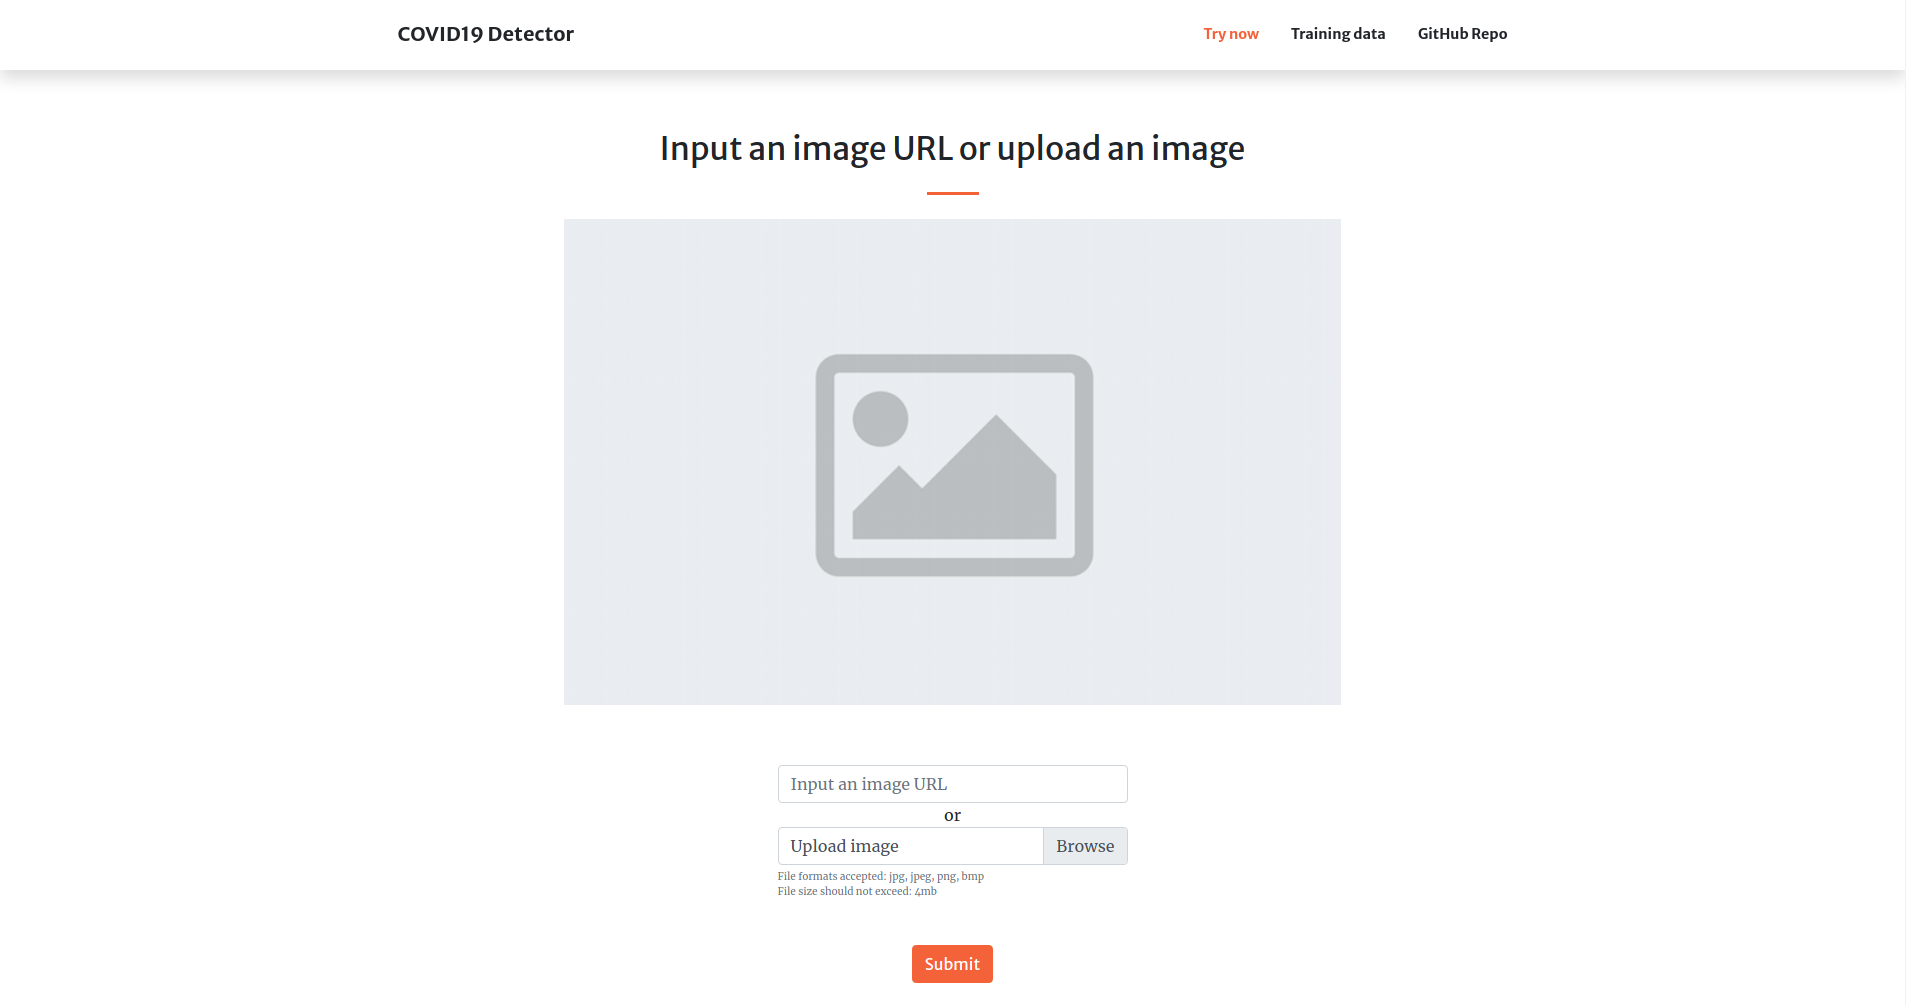 COVID19 Detector
Try now
Training data
GitHub Repo
Input an image URL or upload an image
Input an image URL
or
Upload image
Browse
File formats accepted: jpg, jpeg, png, bmp
File size should not exceed: 4mb
Submit